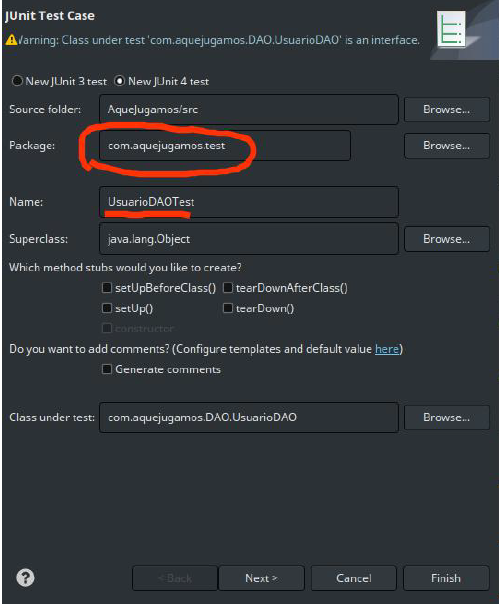 JUnit Test Case
Warning: Class under test 'com.aquejugamos.DAO.UsuarioDAO' is an interface.
New JUnit 3 test New JUnit 4 test
Source folder: AqueJugamos/src Browse...
Package: com.aquejugamos.test Browse...
Name: UsuarioDAOTest
Superclass: java.lang.Object Browse...
Which method stubs would you like to create?
setUpBeforeClass() tearDownAfterClass()
setUp() tearDown()
constructor
Do you want to add comments? (Configure templates and default value here)
Generate comments
Class under test: com.aquejugamos.DAO.UsuarioDAO Browse...
? < Back Next > Cancel Finish